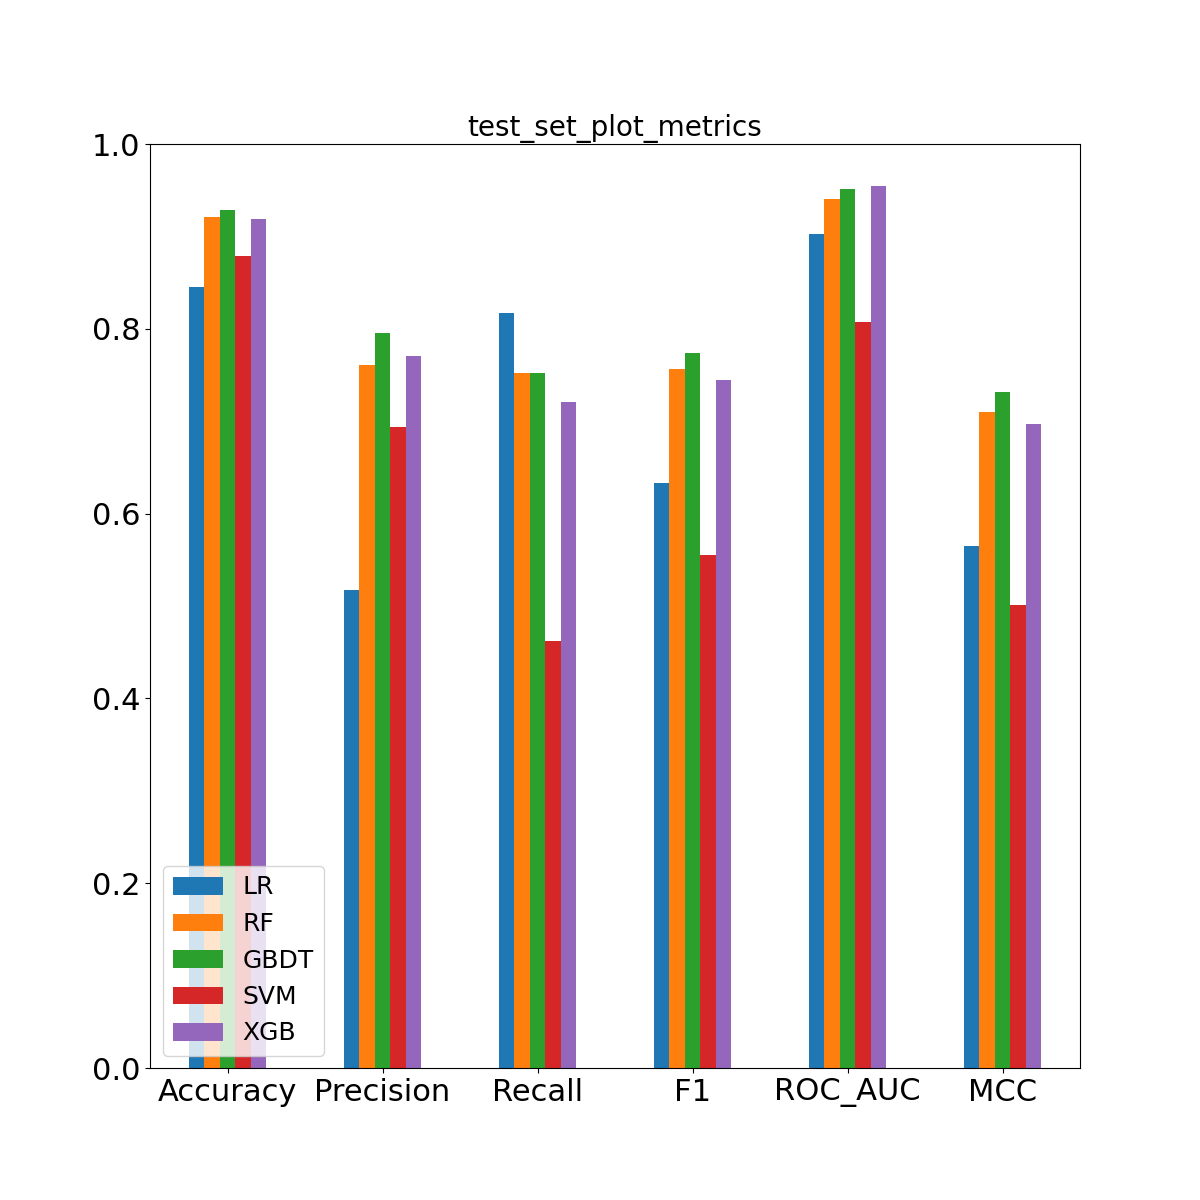 test_set_plot_metrics
1.0
0.8
0.6
0.4
0.2
0.0
LR
RF
GBDT
SVM
XGB
Accuracy Precision Recall F1 ROC_AUC MCC